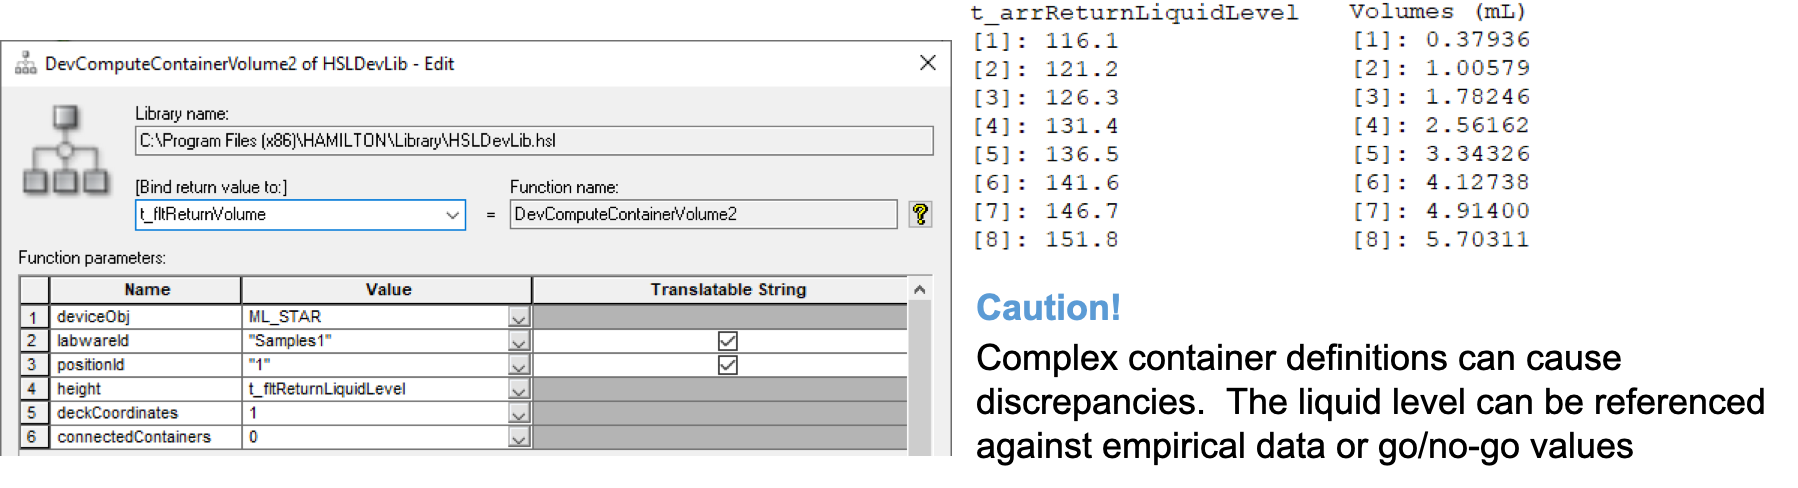 DevComputeContainerVolume2 of HSLDevLib - Edit
Library name:
C:\Program Files (x86)\HAMILTON\Library\HSLDevLib.hsl
[Bind return value to:]
Function name:
t_fltReturnVolume
=
DevComputeContainerVolume2
?
Function parameters:
Name Value Translatable String
1 deviceObj ML_STAR
2 labwareId "Samples1"
3 positionId "1"
4 height t_fltReturnLiquidLevel
5 deckCoordinates 1
6 connectedContainers 0
t_arrReturnLiquidLevel Volumes (mL)
[1]: 116.1 [1]: 0.37936
[2]: 121.2 [2]: 1.00579
[3]: 126.3 [3]: 1.78246
[4]: 131.4 [4]: 2.56162
[5]: 136.5 [5]: 3.34326
[6]: 141.6 [6]: 4.12738
[7]: 146.7 [7]: 4.91400
[8]: 151.8 [8]: 5.70311
Caution!
Complex container definitions can cause
discrepancies. The liquid level can be referenced
against empirical data or go/no-go values